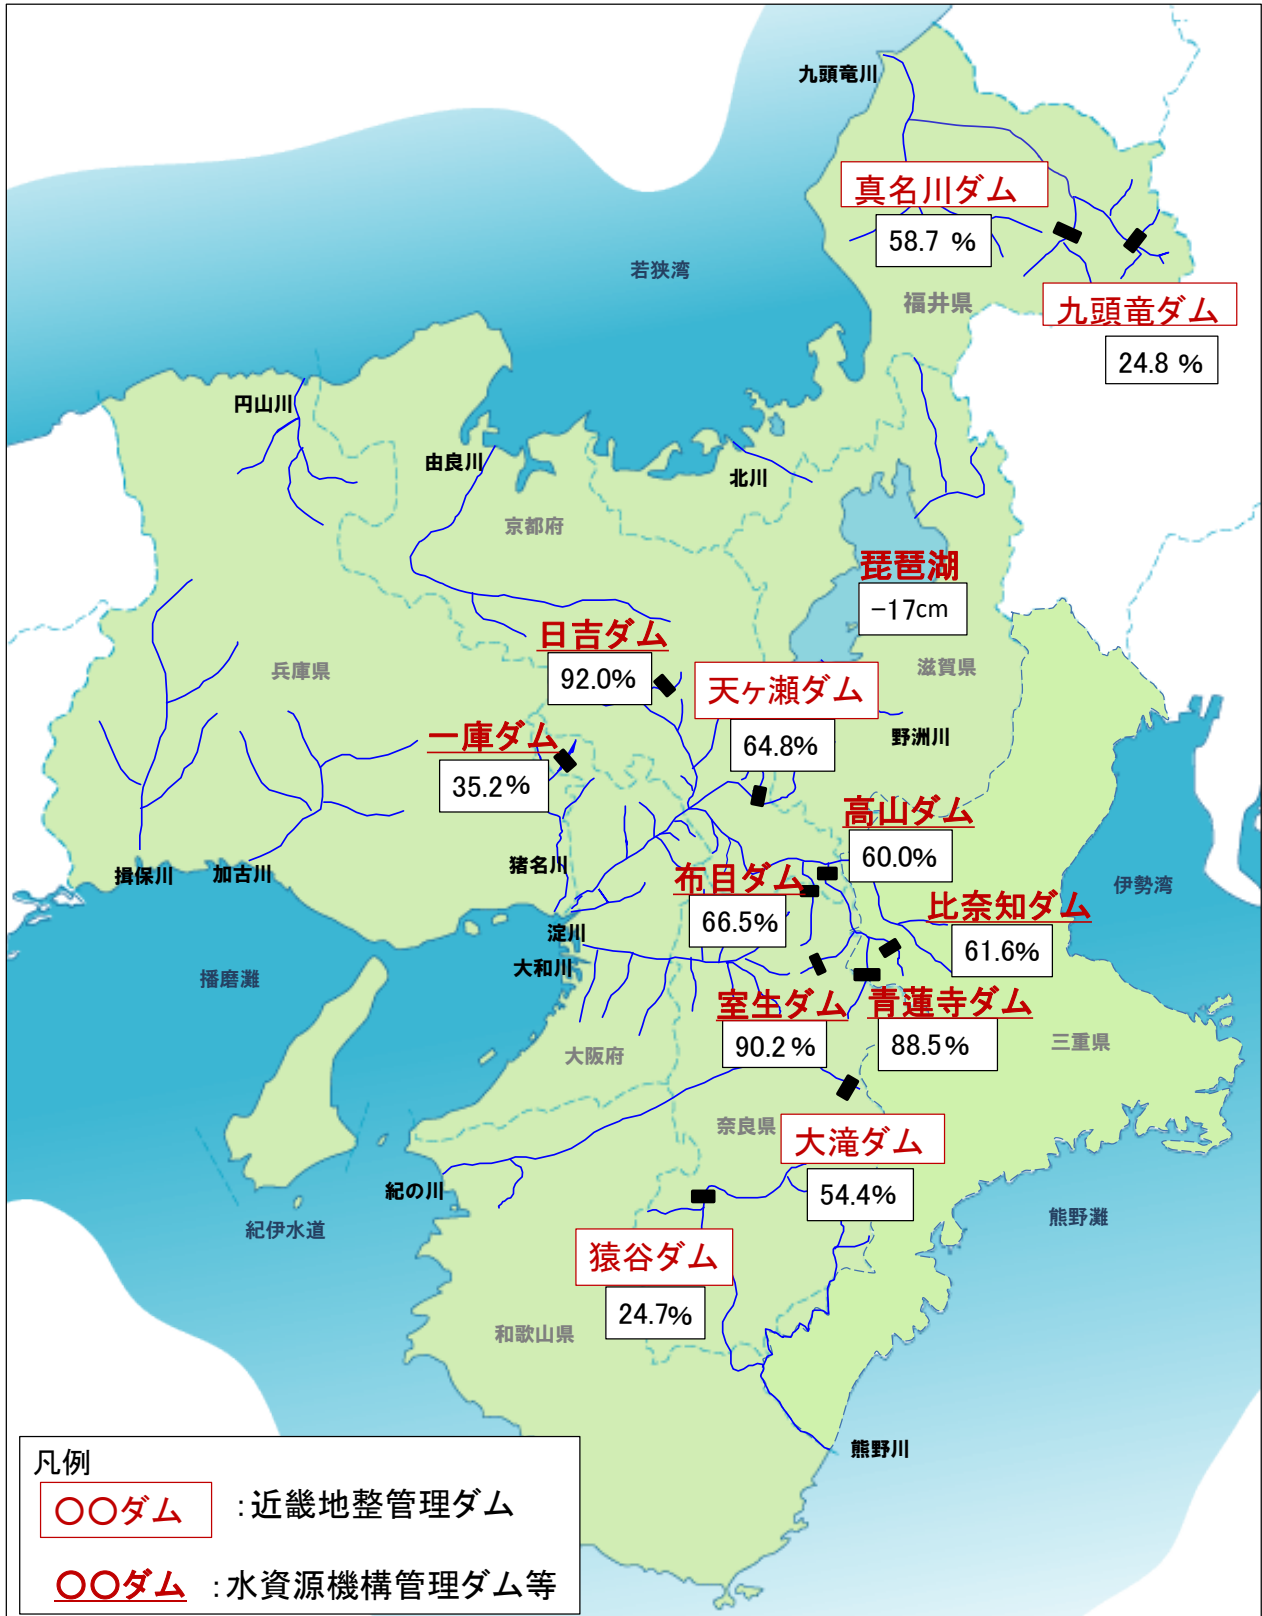 九頭竜川
真名川ダム
58.7 %
若狭湾
福井県
九頭竜ダム
24.8 %
円山川
由良川
北川
京都府
琵琶湖
-17cm
日吉ダム
92.0%
兵庫県
滋賀県
天ヶ瀬ダム
64.8%
野洲川
一庫ダム
35.2%
高山ダム
60.0%
猪名川
揖保川
加古川
布目ダム
66.5%
伊勢湾
比奈知ダム
61.6%
淀川
大和川
播磨灘
室生ダム
90.2%
青蓮寺ダム
88.5%
大阪府
三重県
奈良県
大滝ダム
54.4%
紀の川
紀伊水道
熊野灘
猿谷ダム
24.7%
和歌山県
熊野川
凡例
〇〇ダム :近畿地整管理ダム
〇〇ダム :水資源機構管理ダム等